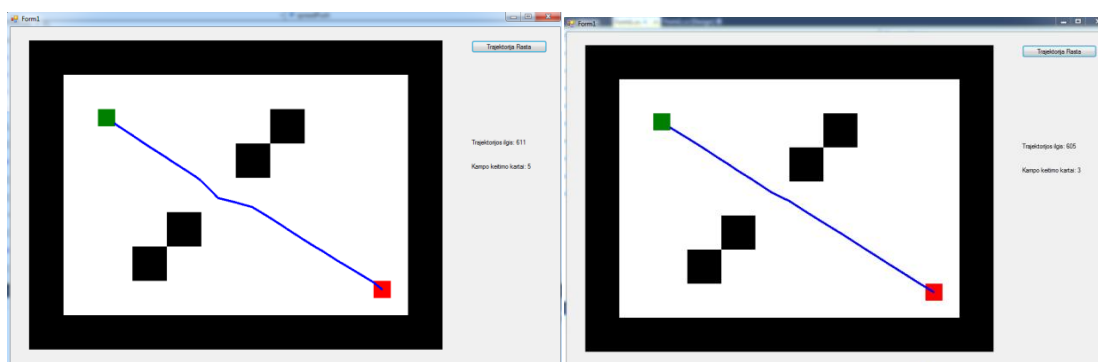 Form1
Trajektorija Rasta
Trajektorijos ilgis: 611
Kampo keitimo kartai: 5
Form1
Trajektorija Rasta
Trajektorijos ilgis: 605
Kampo keitimo kartai: 3